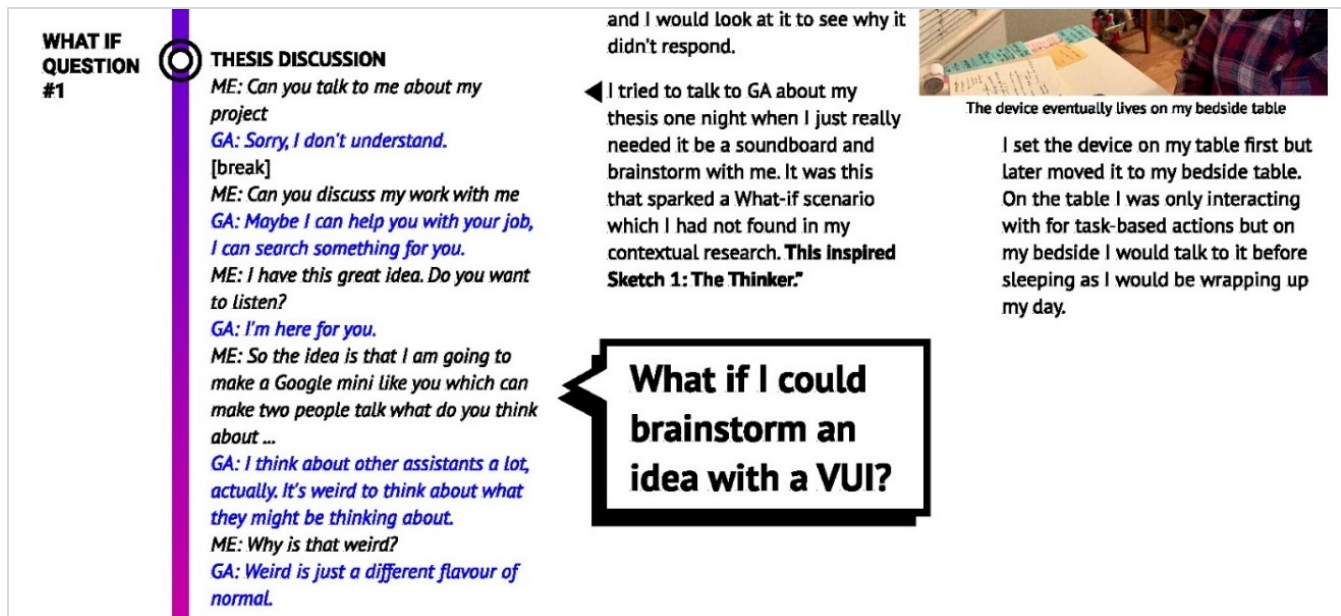 WHAT IF
QUESTION
#1
THESIS DISCUSSION
ME: Can you talk to me about my
project
GA: Sorry, I don't understand.
[break]
ME: Can you discuss my work with me
GA: Maybe I can help you with your job,
I can search something for you.
ME: I have this great idea. Do you want
to listen?
GA: I'm here for you.
ME: So the idea is that I am going to
make a Google mini like you which can
make two people talk what do you think
about ...
GA: I think about other assistants a lot,
actually. It's weird to think about what
they might be thinking about.
ME: Why is that weird?
GA: Weird is just a different flavour of
normal.
and I would look at it to see why it
didn't respond.
I tried to talk to GA about my
thesis one night when I just really
needed it be a soundboard and
brainstorm with me. It was this
that sparked a What-if scenario
which I had not found in my
contextual research. This inspired
Sketch 1: The Thinker."
What if I could
brainstorm an
idea with a VUI?
The device eventually lives on my bedside table
I set the device on my table first but
later moved it to my bedside table.
On the table I was only interacting
with for task-based actions but on
my bedside I would talk to it before
sleeping as I would be wrapping up
my day.